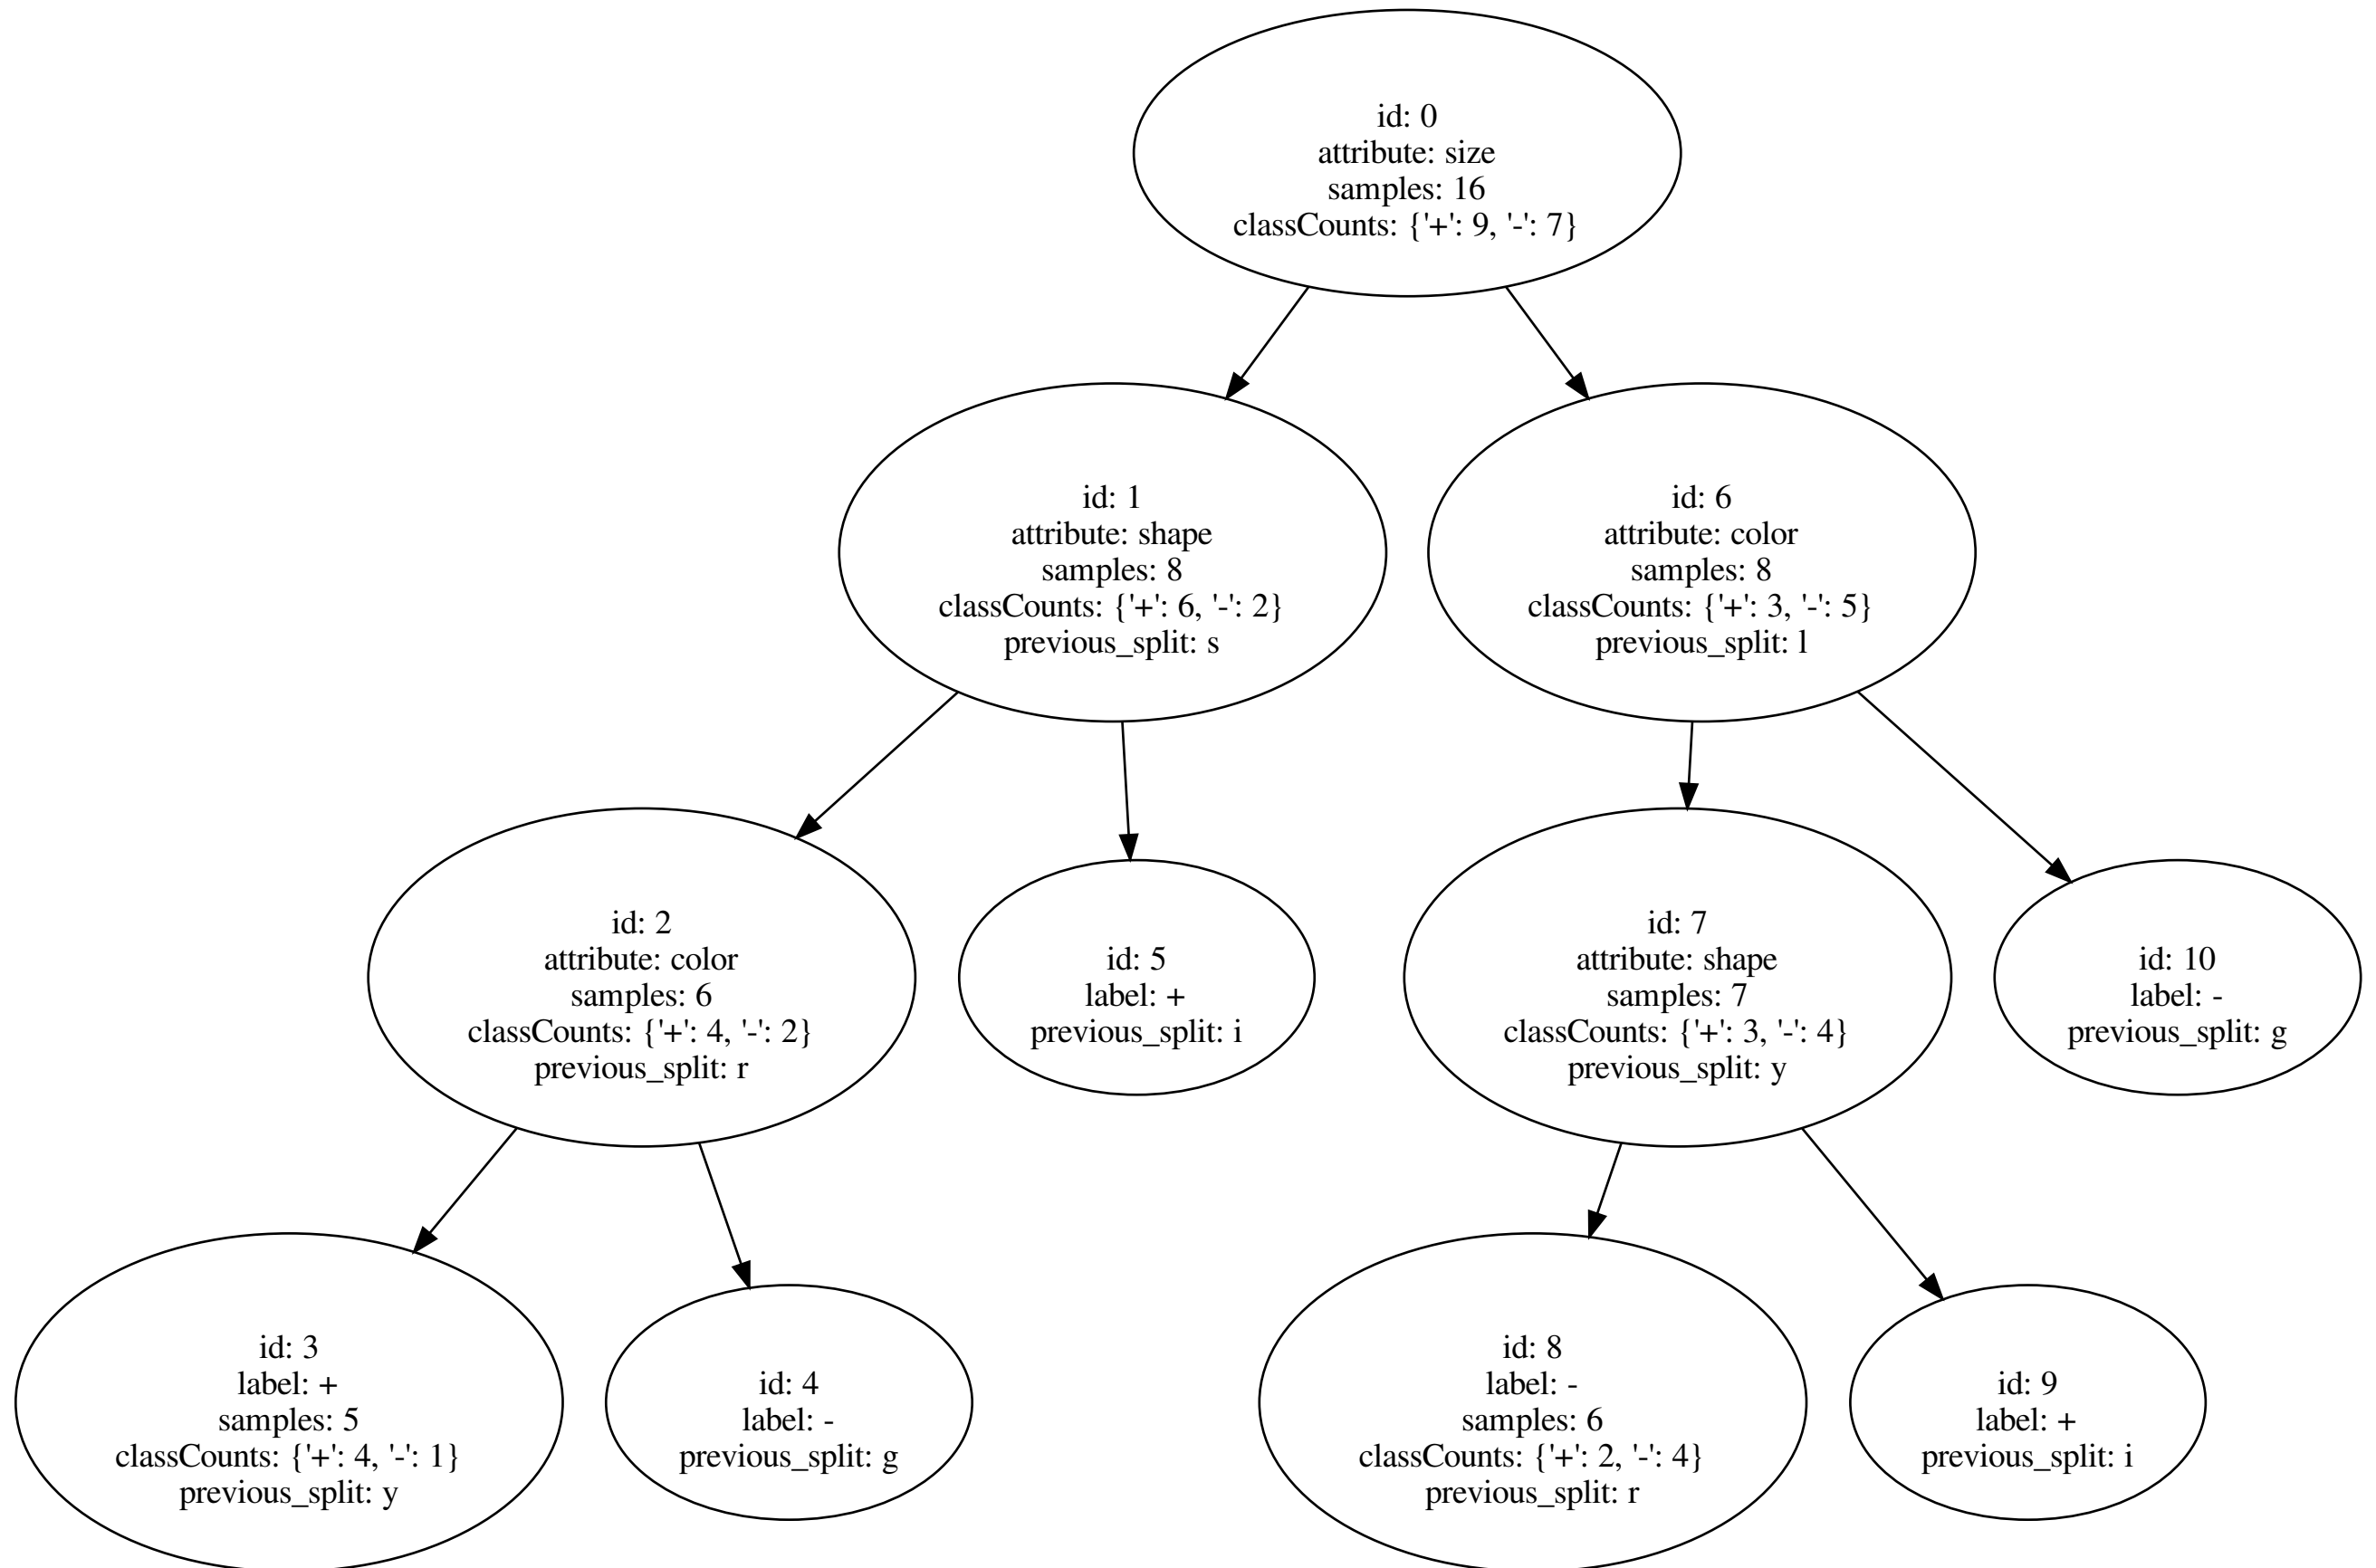 id: 0
attribute: size
samples: 16
classCounts: {'+': 9, '-': 7}
id: 1
attribute: shape
samples: 8
classCounts: {'+': 6, '-': 2}
previous_split: s
id: 6
attribute: color
samples: 8
classCounts: {'+': 3, '-': 5}
previous_split: l
id: 2
attribute: color
samples: 6
classCounts: {'+': 4, '-': 2}
previous_split: r
id: 5
label: +
previous_split: i
id: 7
attribute: shape
samples: 7
classCounts: {'+': 3, '-': 4}
previous_split: y
id: 10
label: -
previous_split: g
id: 3
label: +
samples: 5
classCounts: {'+': 4, '-': 1}
previous_split: y
id: 4
label: -
previous_split: g
id: 8
label: -
samples: 6
classCounts: {'+': 2, '-': 4}
previous_split: r
id: 9
label: +
previous_split: i